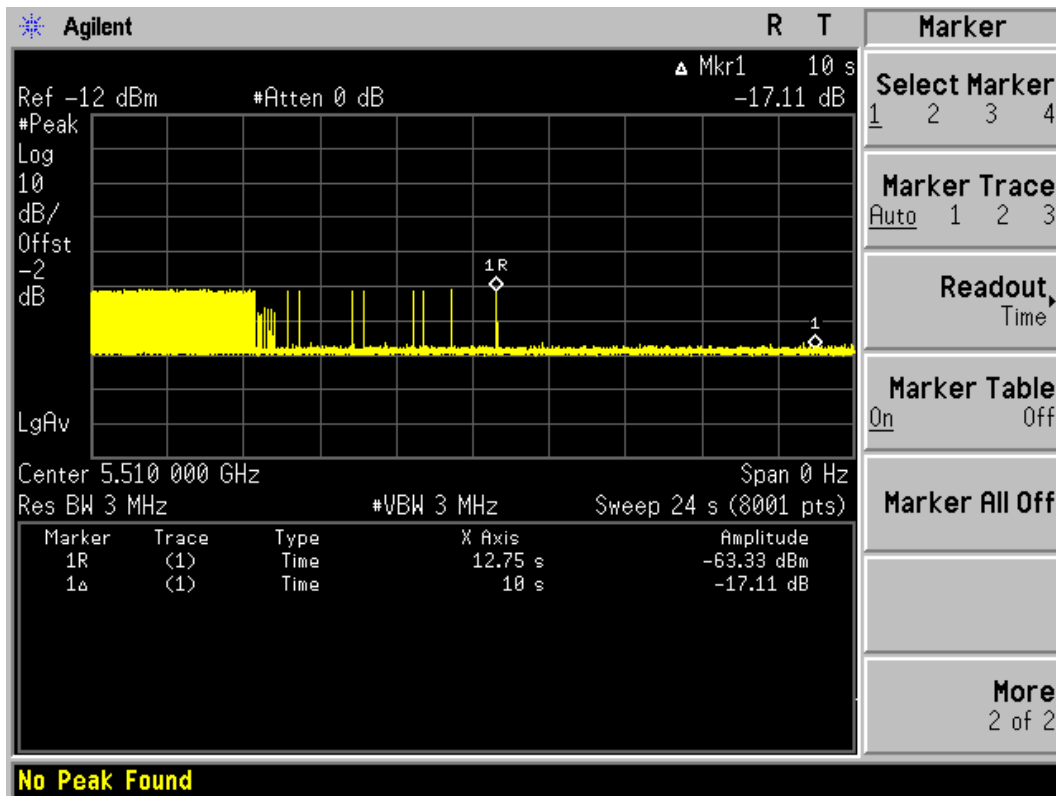 Agilent R T Marker
Δ Mkr1 10 s
Ref -12 dBm #Atten 0 dB -17.11 dB
#Peak
Log
10
dB/
Offst
-2
dB
1R
1
LgAv
Center 5.510 000 GHz Span 0 Hz
Res BW 3 MHz #VBW 3 MHz Sweep 24 s (8001 pts)
Marker Trace Type X Axis Amplitude
1R (1) Time 12.75 s -63.33 dBm
1Δ (1) Time 10 s -17.11 dB
Select Marker
1 2 3 4
Marker Trace
Auto 1 2 3
Readout
Time
Marker Table
On Off
Marker All Off
More
2 of 2
No Peak Found